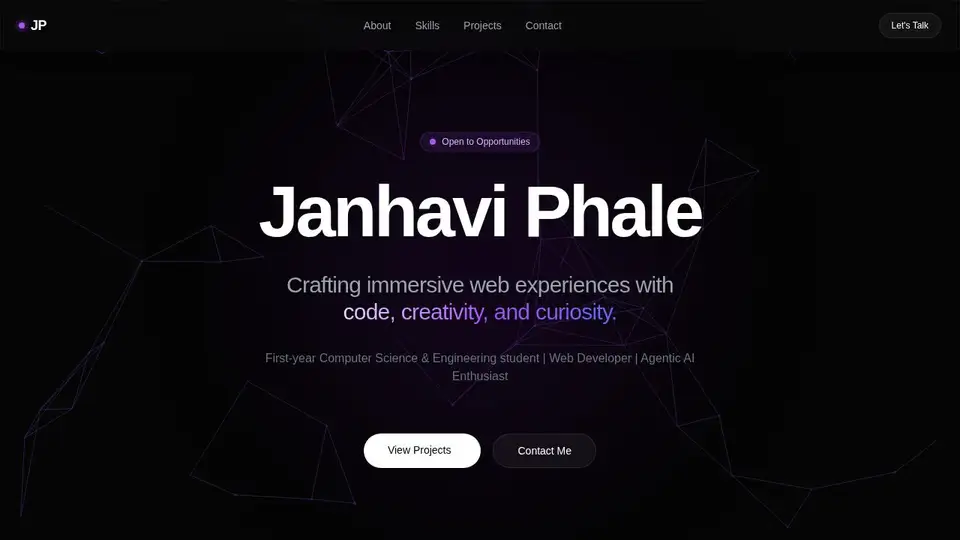 JP
About
Skills
Projects
Contact
Let's Talk
Open to Opportunities
Janhavi Phale
Crafting immersive web experiences with
code, creativity, and curiosity.
First-year Computer Science & Engineering student | Web Developer | Agentic AI
Enthusiast
View Projects
Contact Me